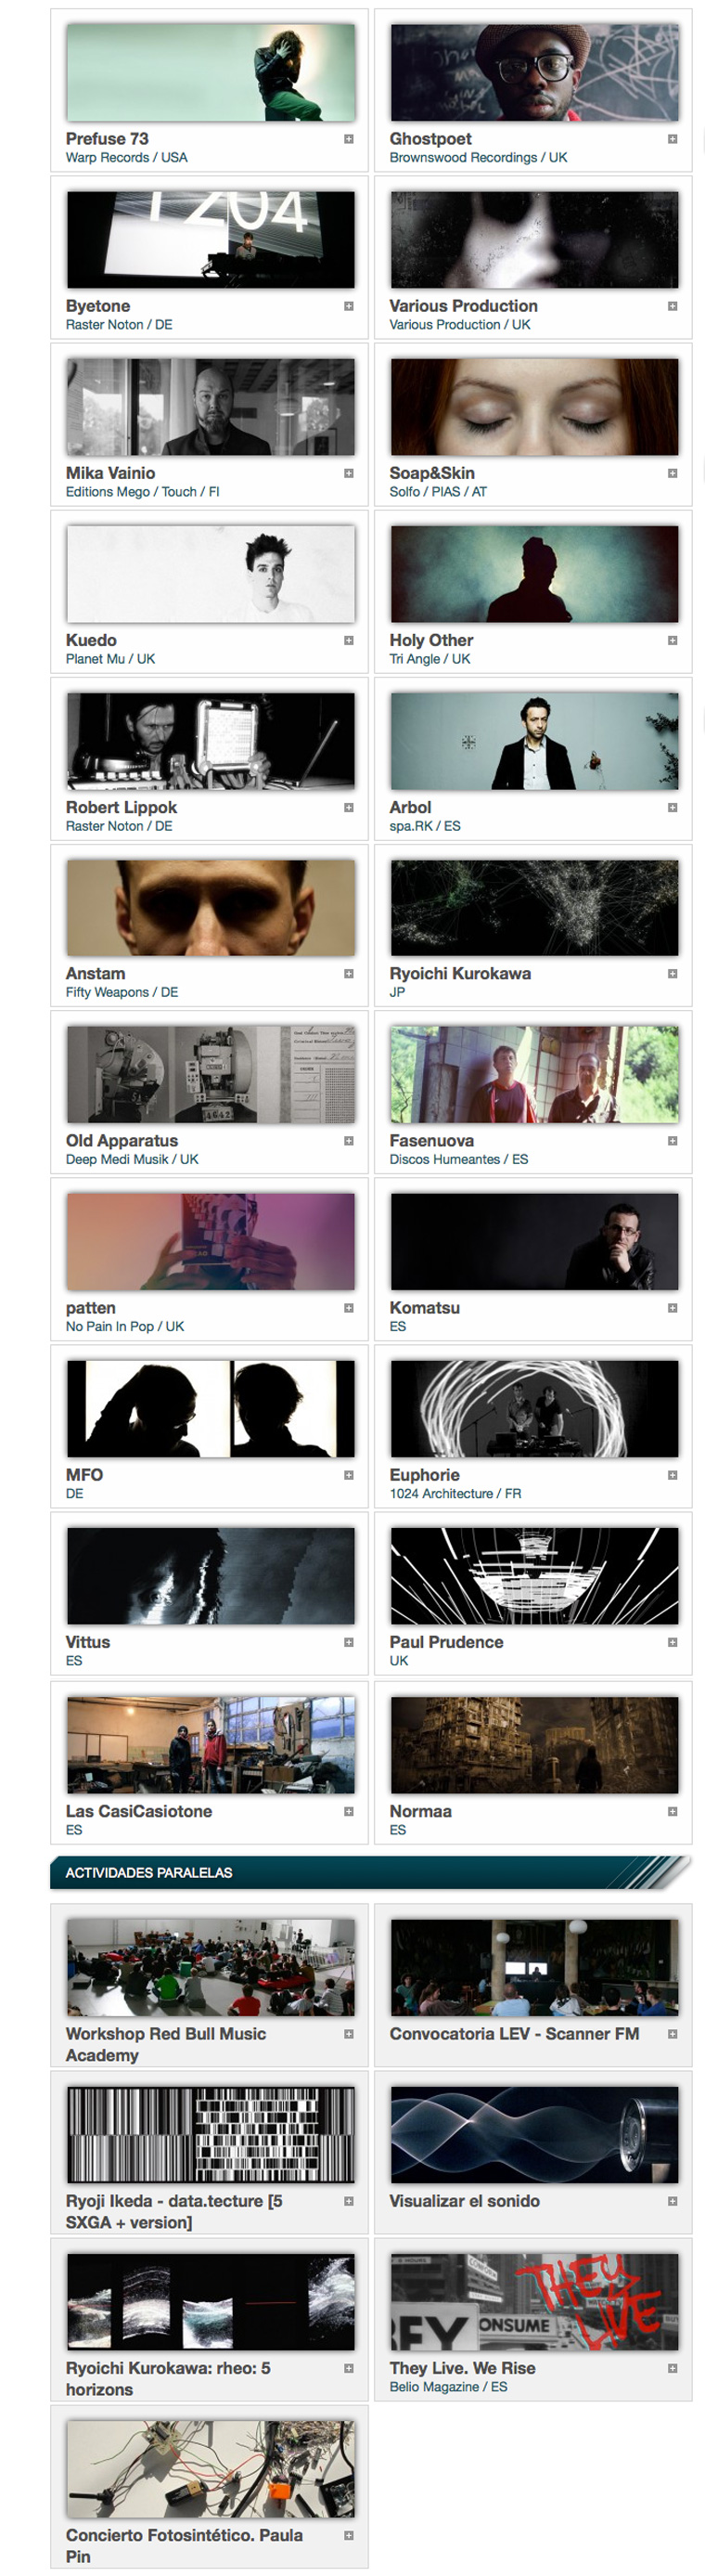 Prefuse 73
Warp Records / USA
Ghostpoet
Brownswood Recordings / UK
Byetone
Raster Noton / DE
Various Production
Various Production / UK
Mika Vainio
Editions Mego / Touch / FI
Soap&Skin
Solfo / PIAS / AT
Kuedo
Planet Mu / UK
Holy Other
Tri Angle / UK
Robert Lippok
Raster Noton / DE
Arbol
spa.RK / ES
Anstam
Fifty Weapons / DE
Ryoichi Kurokawa
JP
Old Apparatus
Deep Medi Musik / UK
Fasenuova
Discos Humeantes / ES
patten
No Pain In Pop / UK
Komatsu
ES
MFO
DE
Euphorie
1024 Architecture / FR
Vittus
ES
Paul Prudence
UK
Las CasiCasiotone
ES
Normaa
ES
ACTIVIDADES PARALELAS
Workshop Red Bull Music
Academy
Convocatoria LEV - Scanner FM
Ryoji Ikeda - data.tecture [5
SXGA + version]
Visualizar el sonido
Ryoichi Kurokawa: rheo: 5
horizons
THEY
LIVE
ONSUME
They Live. We Rise
Belio Magazine / ES
Concierto Fotosintético. Paula
Pin